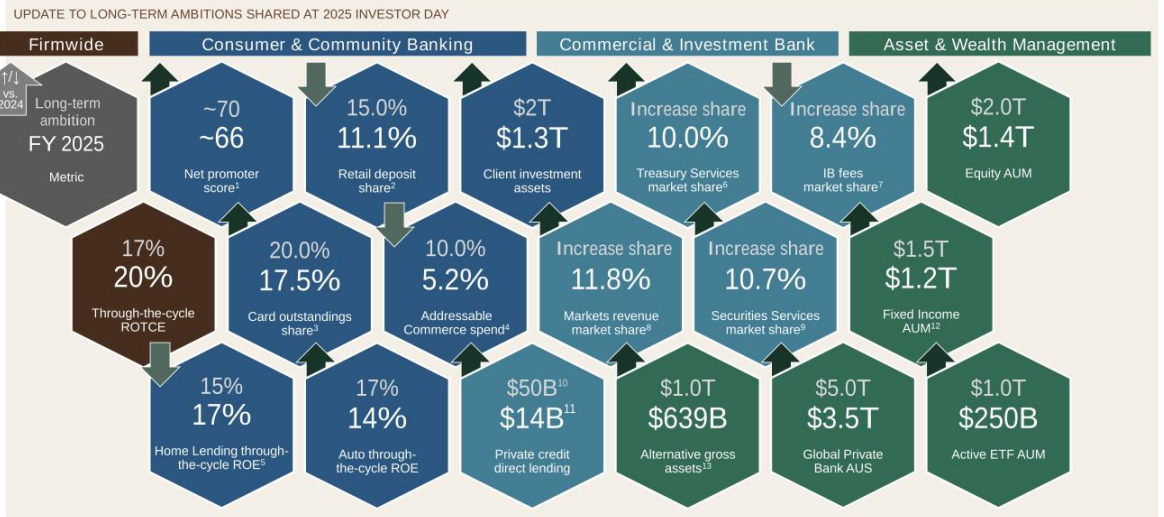 UPDATE TO LONG-TERM AMBITIONS SHARED AT 2025 INVESTOR DAY
Firmwide
Consumer & Community Banking
Commercial & Investment Bank
Asset & Wealth Management
↑/↓
vs.
2024
Long-term
ambition
FY 2025
Metric
~70
~66
Net promoter
score¹
15.0%
11.1%
Retail deposit
share²
$2T
$1.3T
Client investment
assets
Increase share
10.0%
Treasury Services
market share⁶
Increase share
8.4%
IB fees
market share⁷
$2.0T
$1.4T
Equity AUM
17%
20%
Through-the-cycle
ROTCE
20.0%
17.5%
Card outstandings
share³
10.0%
5.2%
Addressable
Commerce spend⁴
Increase share
11.8%
Markets revenue
market share⁸
Increase share
10.7%
Securities Services
market share⁹
$1.5T
$1.2T
Fixed Income
AUM¹²
15%
17%
Home Lending through-
the-cycle ROE⁵
17%
14%
Auto through-
the-cycle ROE
$50B¹⁰
$14B¹¹
Private credit
direct lending
$1.0T
$639B
Alternative gross
assets¹³
$5.0T
$3.5T
Global Private
Bank AUS
$1.0T
$250B
Active ETF AUM